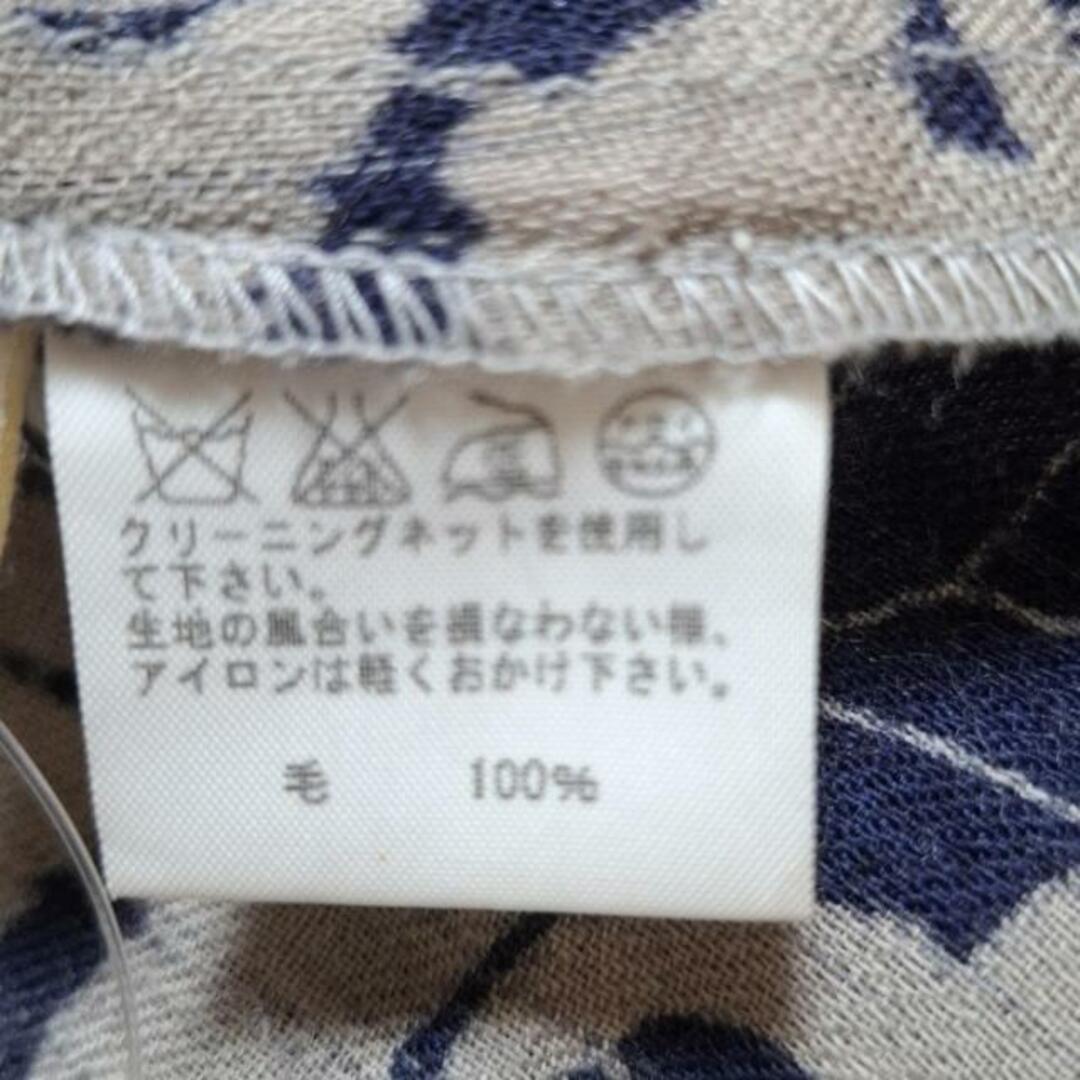 クリーニングネットを使用し
て下さい。
生地の風合いを損なわない様、
アイロンは軽くおかけ下さい。
毛 100%